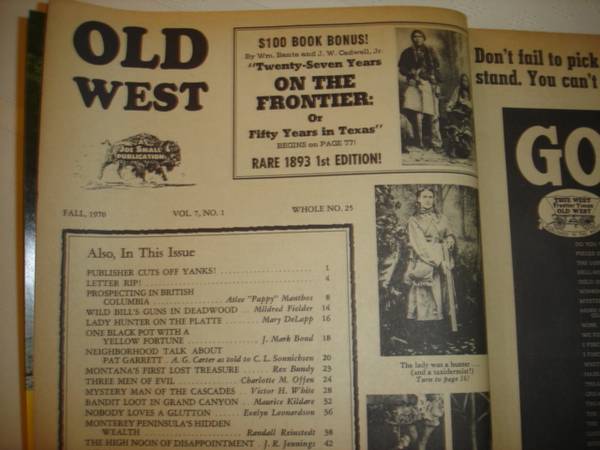 OLD
WEST
A
JOE SMALL
PUBLICATION
$100 BOOK BONUS!
By Wm. Banta and J. W. Cadwell, Jr.
"Twenty-Seven Years
ON THE
FRONTIER:
Or
Fifty Years in Texas"
BEGINS on PAGE 77!
RARE 1893 1st EDITION!
FALL, 1970 VOL. 7, NO. 1 WHOLE NO. 25
Also, In This Issue
PUBLISHER CUTS OFF YANKS! 1
LETTER RIP! 4
PROSPECTING IN BRITISH
COLUMBIA Atlee "Pappy" Manthos 8
WILD BILL'S GUNS IN DEADWOOD Mildred Fielder 14
LADY HUNTER ON THE PLATTE Mary DeLapp 16
ONE BLACK POT WITH A
YELLOW FORTUNE J. Mark Bond 18
NEIGHBORHOOD TALK ABOUT
PAT GARRETT A. G. Carter as told to C. L. Sonnichsen 20
MONTANA'S FIRST LOST TREASURE Rex Bundy 23
THREE MEN OF EVIL Charlotte M. Offen 24
MYSTERY MAN OF THE CASCADES Victor H. White 28
BANDIT LOOT IN GRAND CANYON Maurice Kildare 32
NOBODY LOVES A GLUTTON Evelyn Leonardson 36
MONTEREY PENINSULA'S HIDDEN
WEALTH Randall Reinstedt 38
THE HIGH NOON OF DISAPPOINTMENT J. R. Jennings 42
The lady was a hunter
(and a taxidermist!)
Turn to page 16!
Don't fail to pick
stand. You can't
GO
TRUE WEST
Frontier Times
OLD WEST